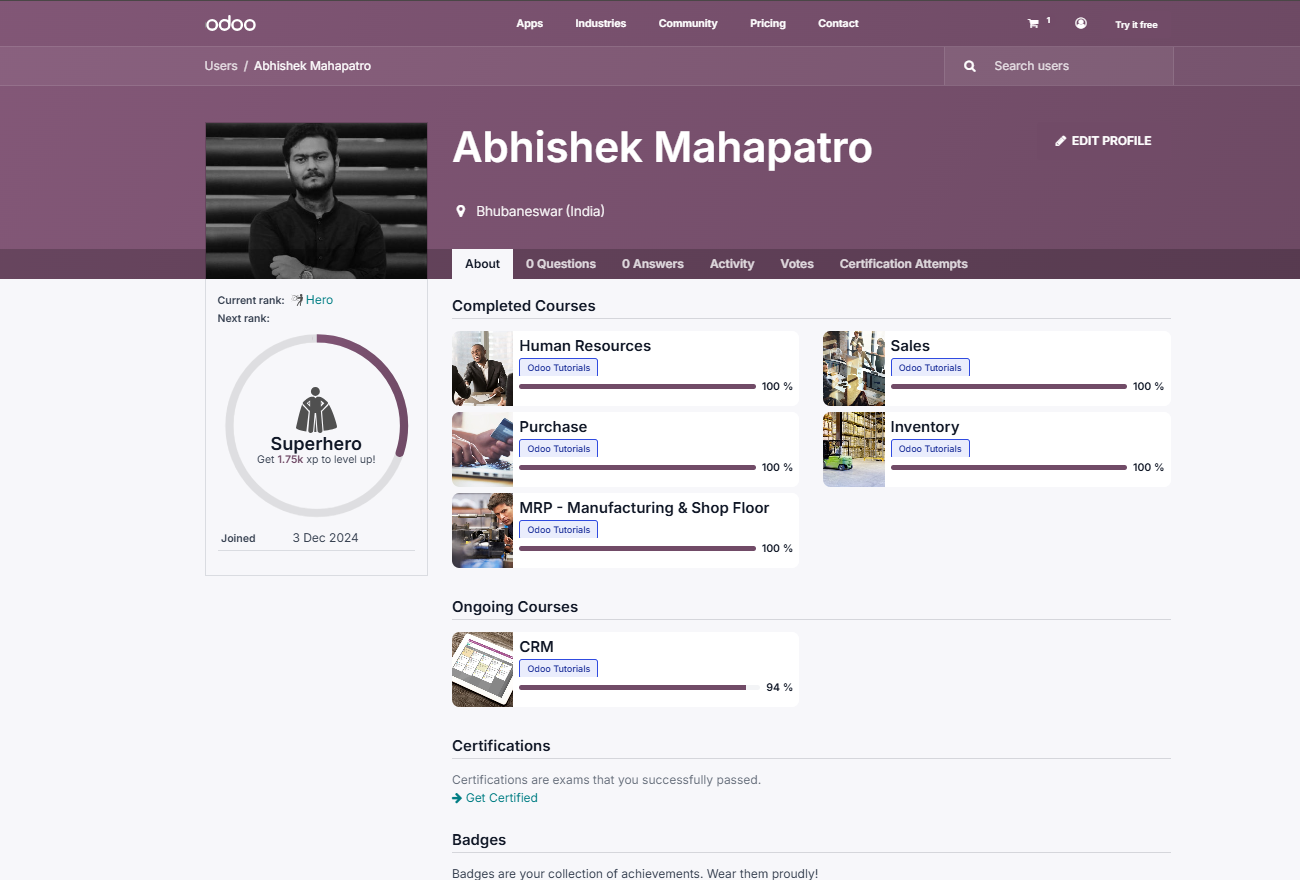 odoo
Apps Industries Community Pricing Contact
1
Try it free
Users / Abhishek Mahapatro
Search users
Abhishek Mahapatro
EDIT PROFILE
Bhubaneswar (India)
About 0 Questions 0 Answers Activity Votes Certification Attempts
Current rank: Hero
Next rank:
Superhero
Get 1.75k xp to level up!
Joined 3 Dec 2024
Completed Courses
Human Resources
Odoo Tutorials
100 %
Sales
Odoo Tutorials
100 %
Purchase
Odoo Tutorials
100 %
Inventory
Odoo Tutorials
100 %
MRP - Manufacturing & Shop Floor
Odoo Tutorials
100 %
Ongoing Courses
CRM
Odoo Tutorials
94 %
Certifications
Certifications are exams that you successfully passed.
Get Certified
Badges
Badges are your collection of achievements. Wear them proudly!